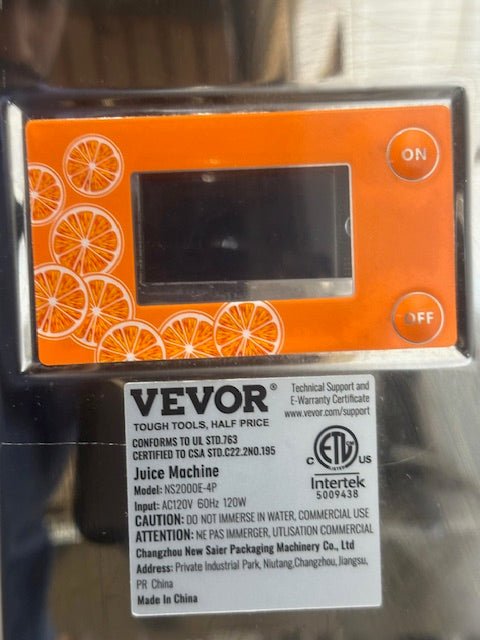 ON
OFF
VEVOR®
TOUGH TOOLS, HALF PRICE
Technical Support and
E-Warranty Certificate
www.vevor.com/support
CONFORMS TO UL STD.763
CERTIFIED TO CSA STD.C22.2NO.195
Juice Machine
Model: NS2000E-4P
Input: AC120V 60Hz 120W
C ETL US
LISTED
Intertek
5009438
CAUTION: DO NOT IMMERSE IN WATER, COMMERCIAL USE
ATTENTION: NE PAS IMMERGER, UTLISATION COMMERCIAL
Changzhou New Saier Packaging Machinery Co., Ltd
Address: Private Industrial Park, Niutang,Changzhou,Jiangsu,
PR China
Made In China